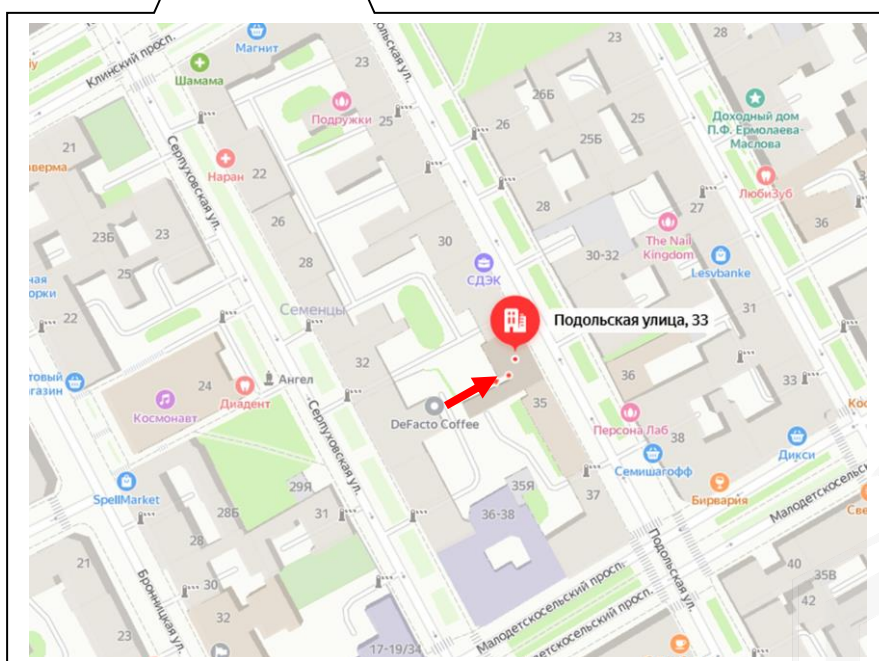 Клинский просп.
Магнит
Шамама
Подольская ул.
23
28
23
Подружки
25
26Б
26
25Б
25
Доходный дом
П.Ф. Ермолаева-
Маслова
21
Серпуховская ул.
Наран
22
ЛюбиЗуб
27
36
23Б
23
26
28
The Nail
Kingdom
30
30-32
Lesvbanke
25
28
СДЭК
Семенцы
31
22
Подольская улица, 33
32
24
Ангел
36
33
Космонавт
Диадент
35
DeFacto Coffee
Персона Лаб
38
Дикси
Семишагофф
Серпуховская ул.
SpellMarket
29Я
35Я
37
Бирвария
Малодетскосельск
28Б
31
36-38
28
Подольская ул.
21
Бронницкая ул.
30
Малодетскосельский просп.
40
35В
42
32
23
17-19/34